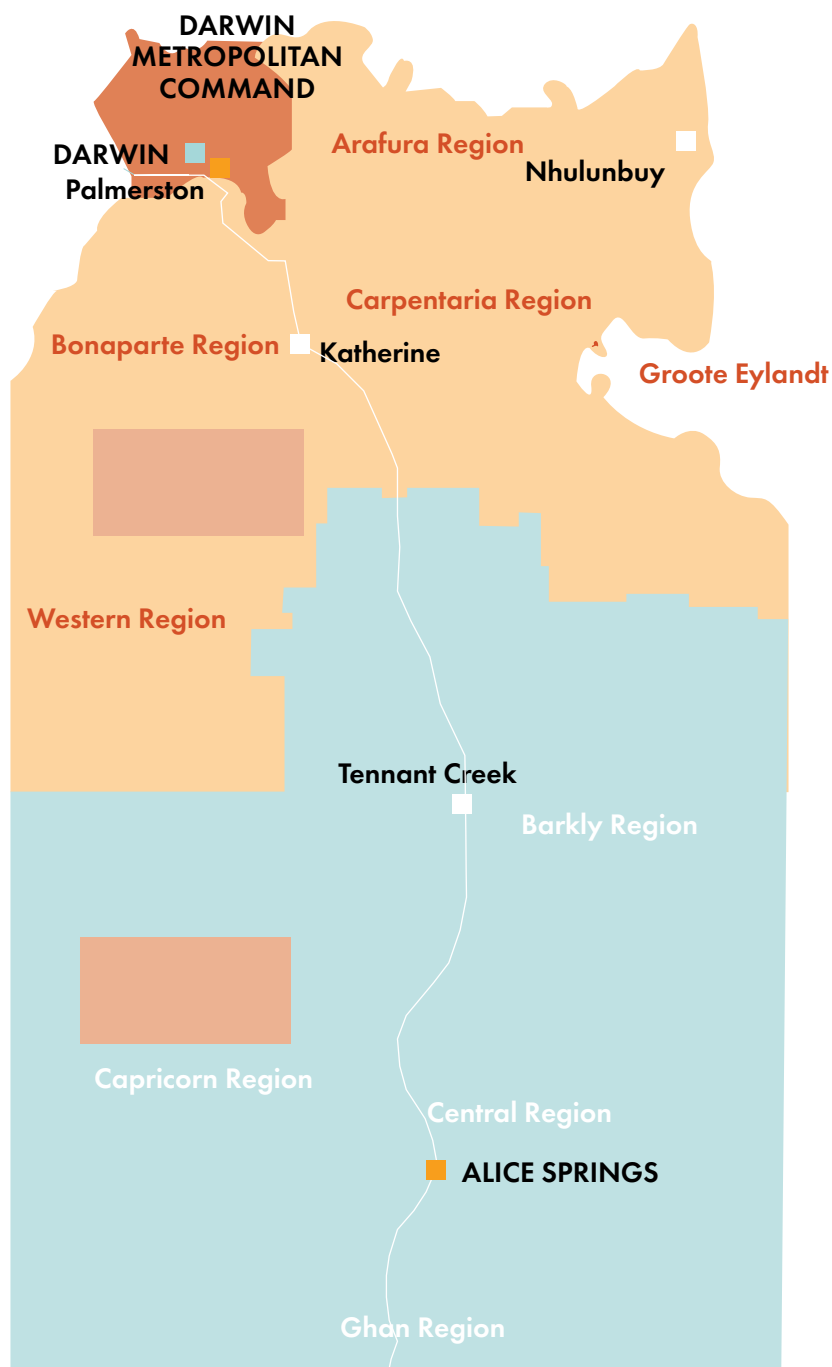 DARWIN
METROPOLITAN
COMMAND
Arafura Region
DARWIN
Nhulunbuy
Palmerston
Carpentaria Region
Bonaparte Region
Katherine
Groote Eylandt
Western Region
Tennant Creek
Barkly Region
Capricorn Region
Central Region
ALICE SPRINGS
Ghan Region